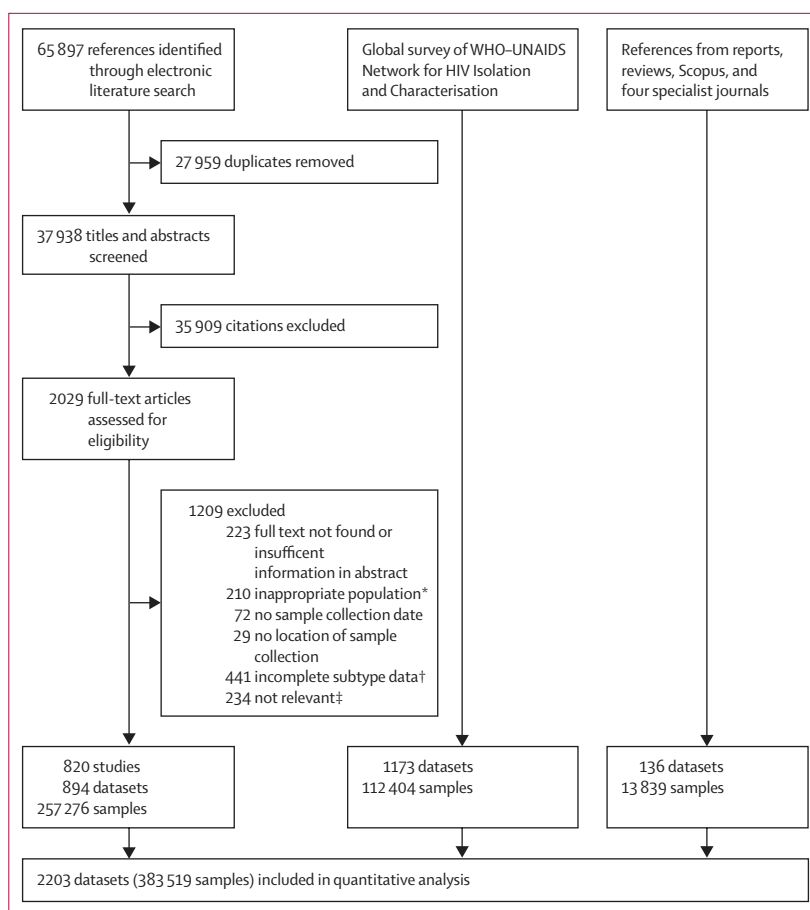 65 897 references identified
through electronic
literature search
Global survey of WHO–UNAIDS
Network for HIV Isolation
and Characterisation
References from reports,
reviews, Scopus, and
four specialist journals
27 959 duplicates removed
37 938 titles and abstracts
screened
35 909 citations excluded
2029 full-text articles
assessed for
eligibility
1209 excluded
223 full text not found or
insufficent
information in abstract
210 inappropriate population*
72 no sample collection date
29 no location of sample
collection
441 incomplete subtype data†
234 not relevant‡
820 studies
894 datasets
257 276 samples
1173 datasets
112 404 samples
136 datasets
13 839 samples
2203 datasets (383 519 samples) included in quantitative analysis